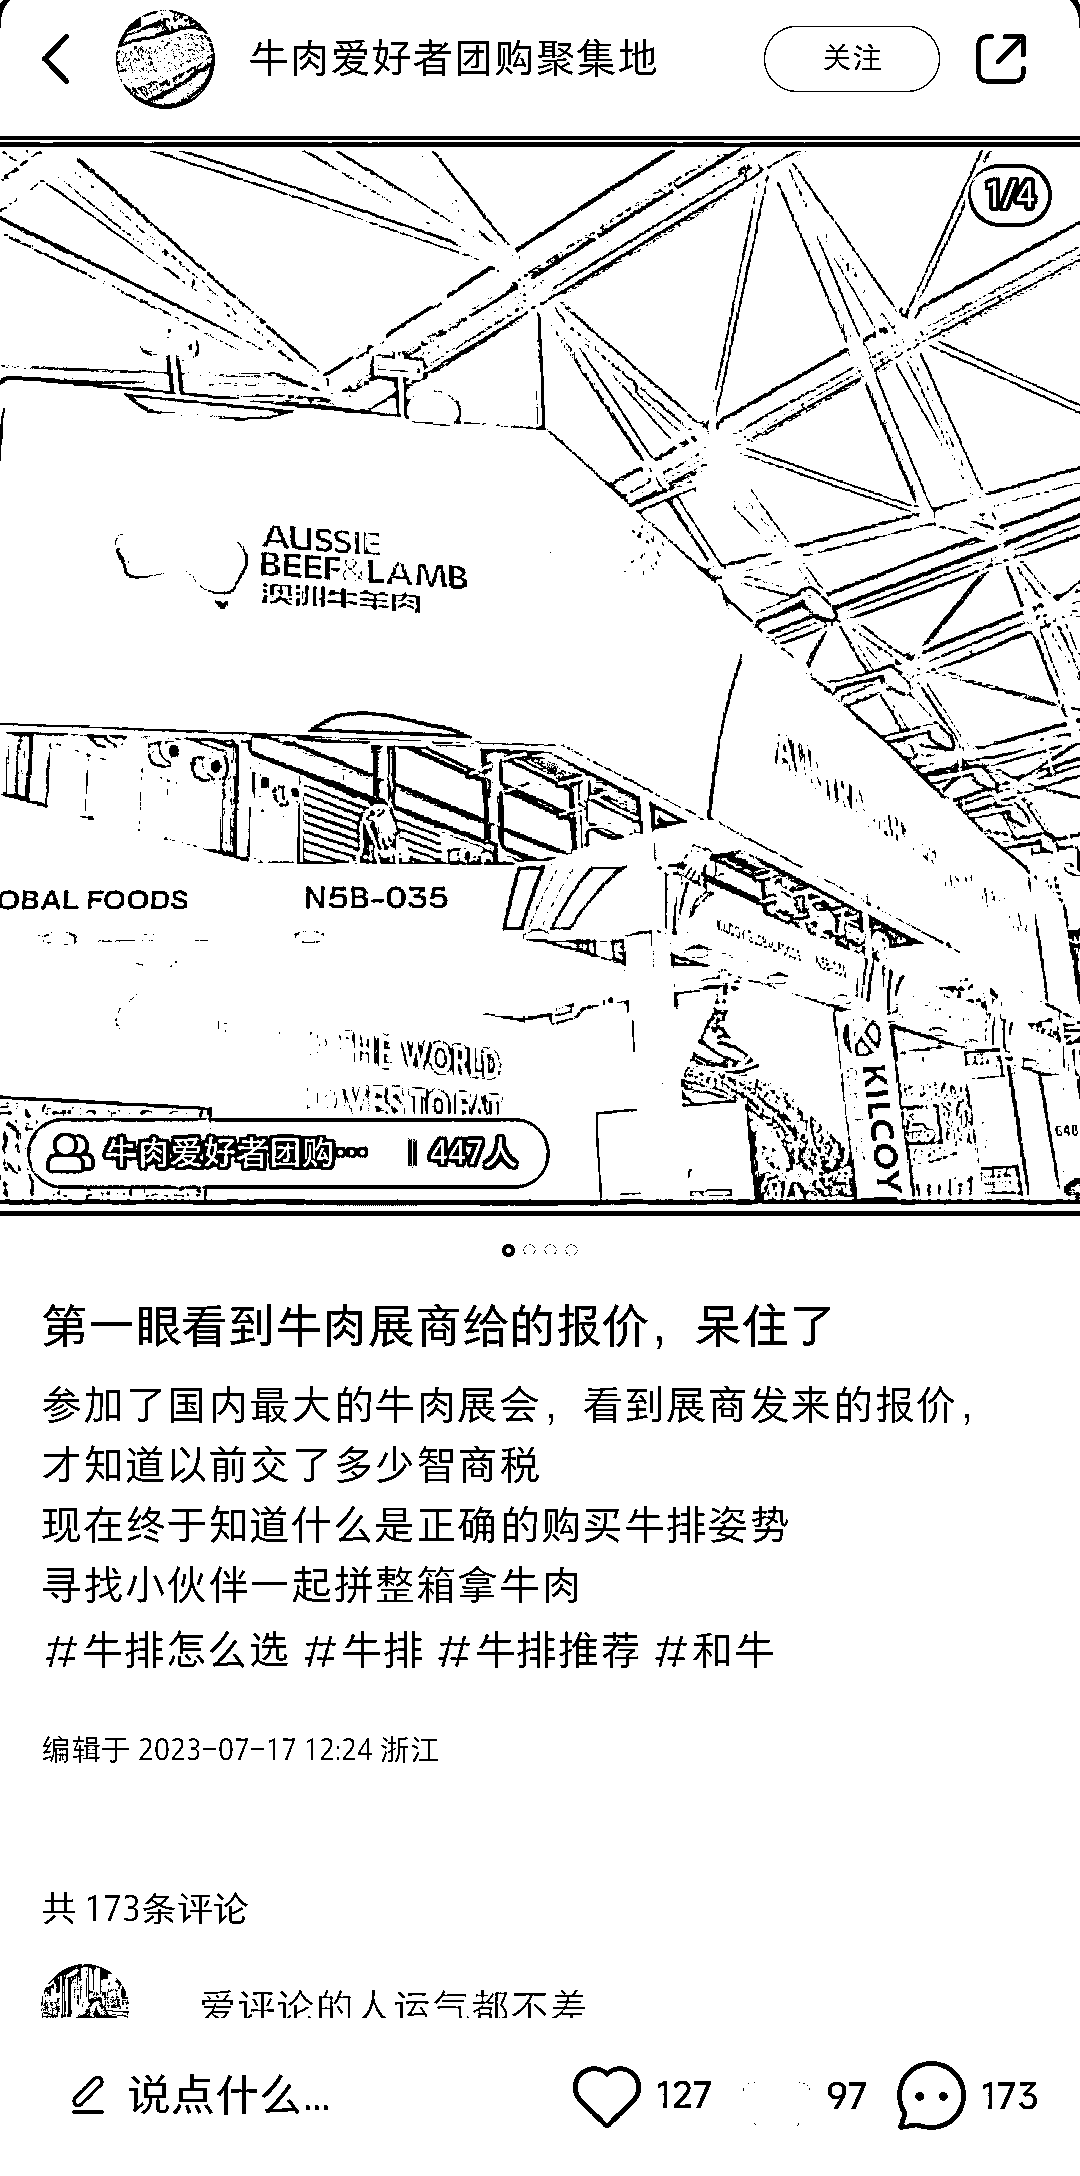 牛肉爱好者团购聚集地
关注
1/4
AUSSIE
BEEF&LAMB
澳洲牛羊肉
OBAL FOODS
N5B-035
THE WORLD
LOVES TO EAT
KILCOY
牛肉爱好者团购… | 447人
第一眼看到牛肉展商给的报价，呆住了
参加了国内最大的牛肉展会，看到展商发来的报价，
才知道以前交了多少智商税
现在终于知道什么是正确的购买牛排姿势
寻找小伙伴一起拼整箱拿牛肉
#牛排怎么选 #牛排 #牛排推荐 #和牛
编辑于 2023-07-17 12:24 浙江
共 173条评论
爱评论的人运气都不差
说点什么...
127
97
173